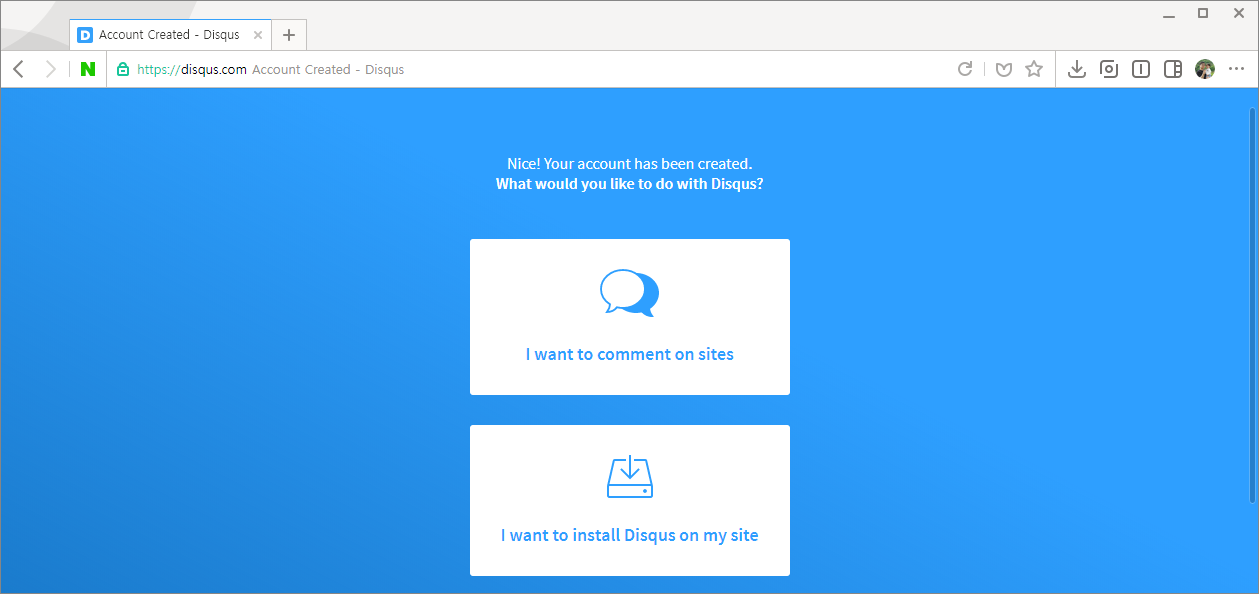 D Account Created - Disqus
N https://disqus.com Account Created - Disqus
Nice! Your account has been created.
What would you like to do with Disqus?
I want to comment on sites
I want to install Disqus on my site